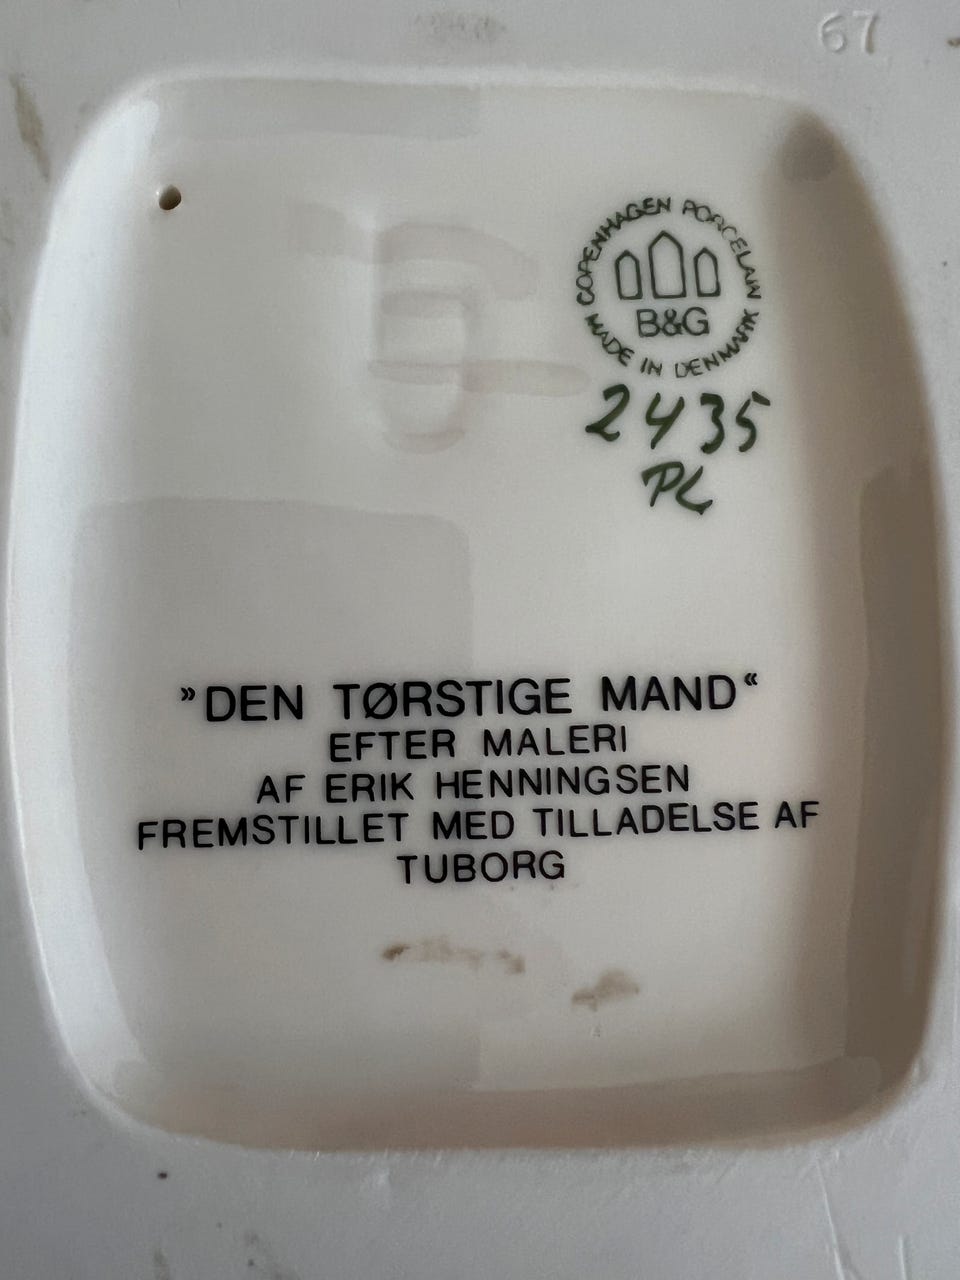 67
COPENHAGEN PORCELAIN
B&G
MADE IN DENMARK
2435
PL
»DEN TØRSTIGE MAND«
EFTER MALERI
AF ERIK HENNINGSEN
FREMSTILLET MED TILLADELSE AF
TUBORG